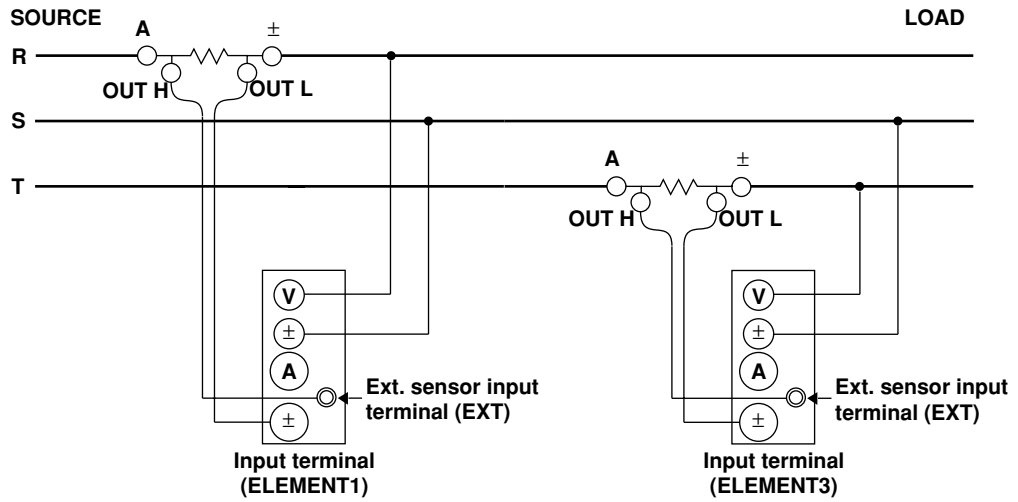 SOURCE
LOAD
A
±
R
OUT H
OUT L
S
A
±
T
OUT H
OUT L
V
±
A
Ext. sensor input
terminal (EXT)
±
Input terminal
(ELEMENT1)
V
±
A
Ext. sensor input
terminal (EXT)
±
Input terminal
(ELEMENT3)